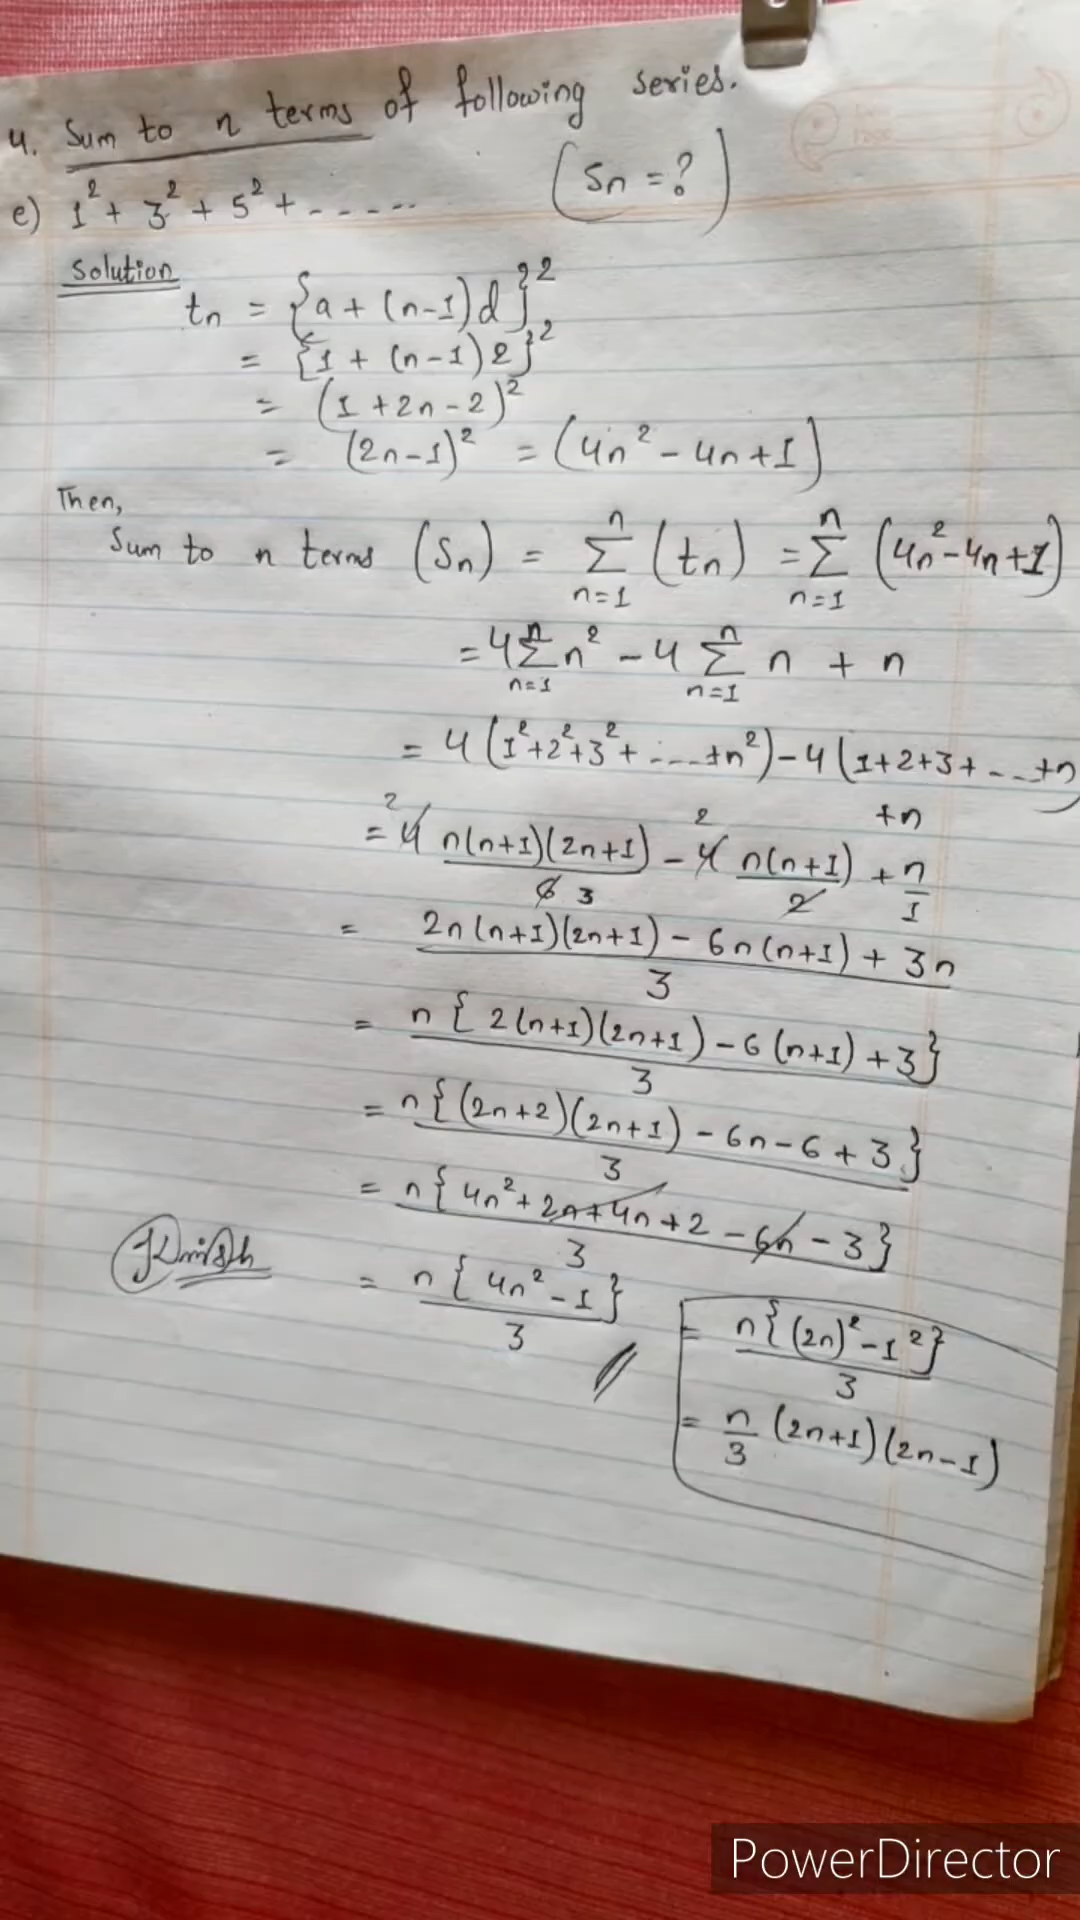 4. Sum to n terms of following series.
e) 1² + 3² + 5² + ...... (Sn = ?)
Solution
tn = {a + (n-1)d}²
= {1 + (n-1)2}²
= (1 + 2n - 2)²
= (2n-1)² = (4n² - 4n + 1)
Then,
Sum to n terms (Sn) = n Σ n=1 (tn) = n Σ n=1 (4n² - 4n + 1)
= 4 n Σ n=1 n² - 4 n Σ n=1 n + n
= 4 (1² + 2² + 3² + ..... + n²) - 4 (1 + 2 + 3 + .... + n)
+ n
= 4 2 n(n+1)(2n+1) / 6 3 - 4 2 n(n+1) / 2 + n / 1
= 2n(n+1)(2n+1) - 6n(n+1) + 3n / 3
= n { 2(n+1)(2n+1) - 6(n+1) + 3} / 3
= n { (2n+2)(2n+1) - 6n - 6 + 3} / 3
= n { 4n² + 2n + 4n + 2 - 6n - 3} / 3
= n { 4n² - 1} / 3
= n{(2n)² - 1²} / 3
= n/3 (2n+1)(2n-1)
PowerDirector